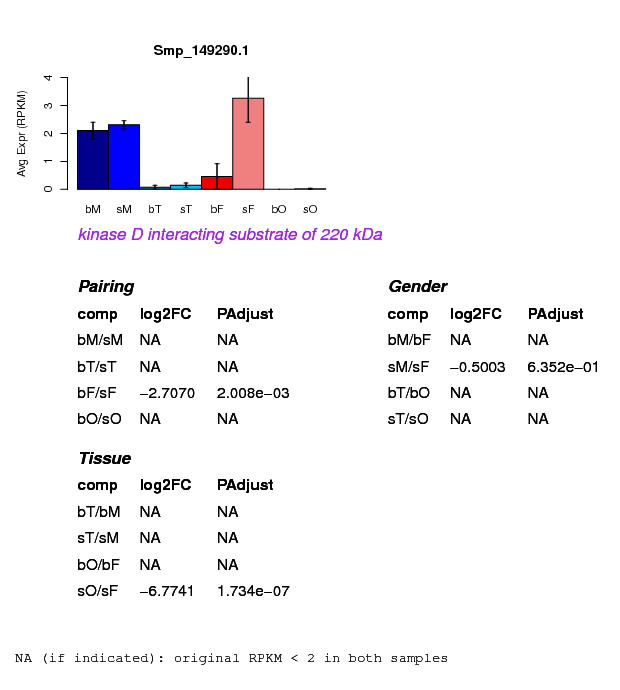 Smp_149290.1
Avg Expr (RPKM)
4
3
2
1
0
bM sM bT sT bF sF bO sO
kinase D interacting substrate of 220 kDa
Pairing
comp log2FC PAdjust
bM/sM NA NA
bT/sT NA NA
bF/sF −2.7070 2.008e−03
bO/sO NA NA
Gender
comp log2FC PAdjust
bM/bF NA NA
sM/sF −0.5003 6.352e−01
bT/bO NA NA
sT/sO NA NA
Tissue
comp log2FC PAdjust
bT/bM NA NA
sT/sM NA NA
bO/bF NA NA
sO/sF −6.7741 1.734e−07
NA (if indicated): original RPKM < 2 in both samples